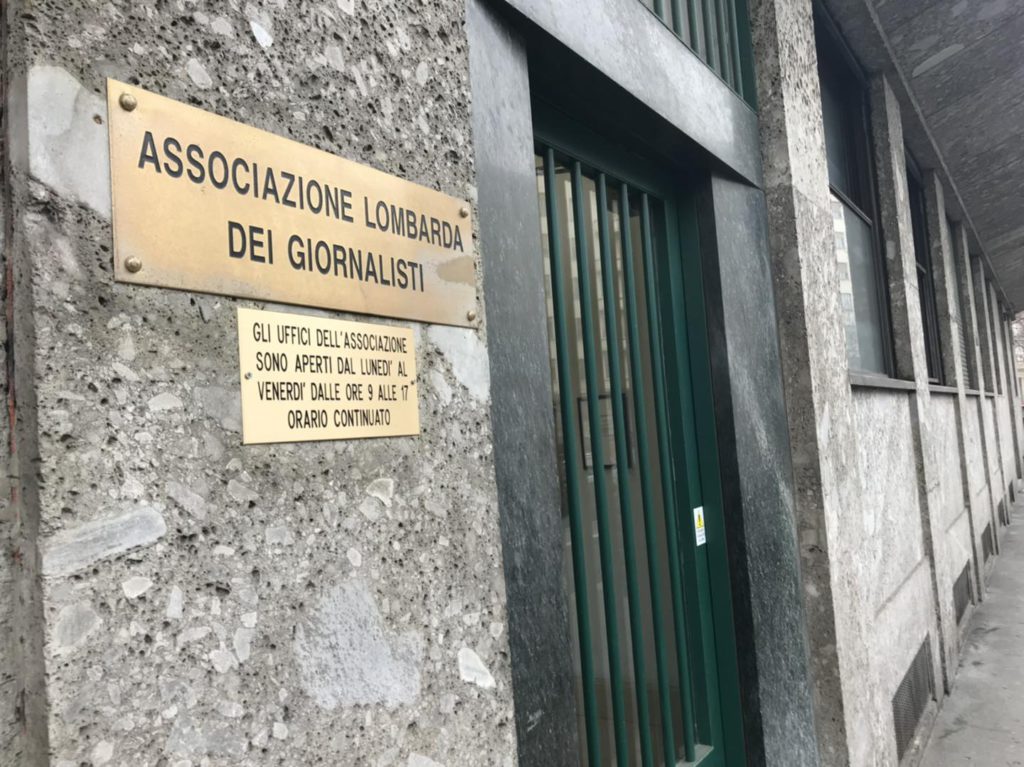 ASSOCIAZIONE LOMBARDA
DEI GIORNALISTI
GLI UFFICI DELL'ASSOCIAZIONE
SONO APERTI DAL LUNEDI' AL
VENERDI' DALLE ORE 9 ALLE 17
ORARIO CONTINUATO